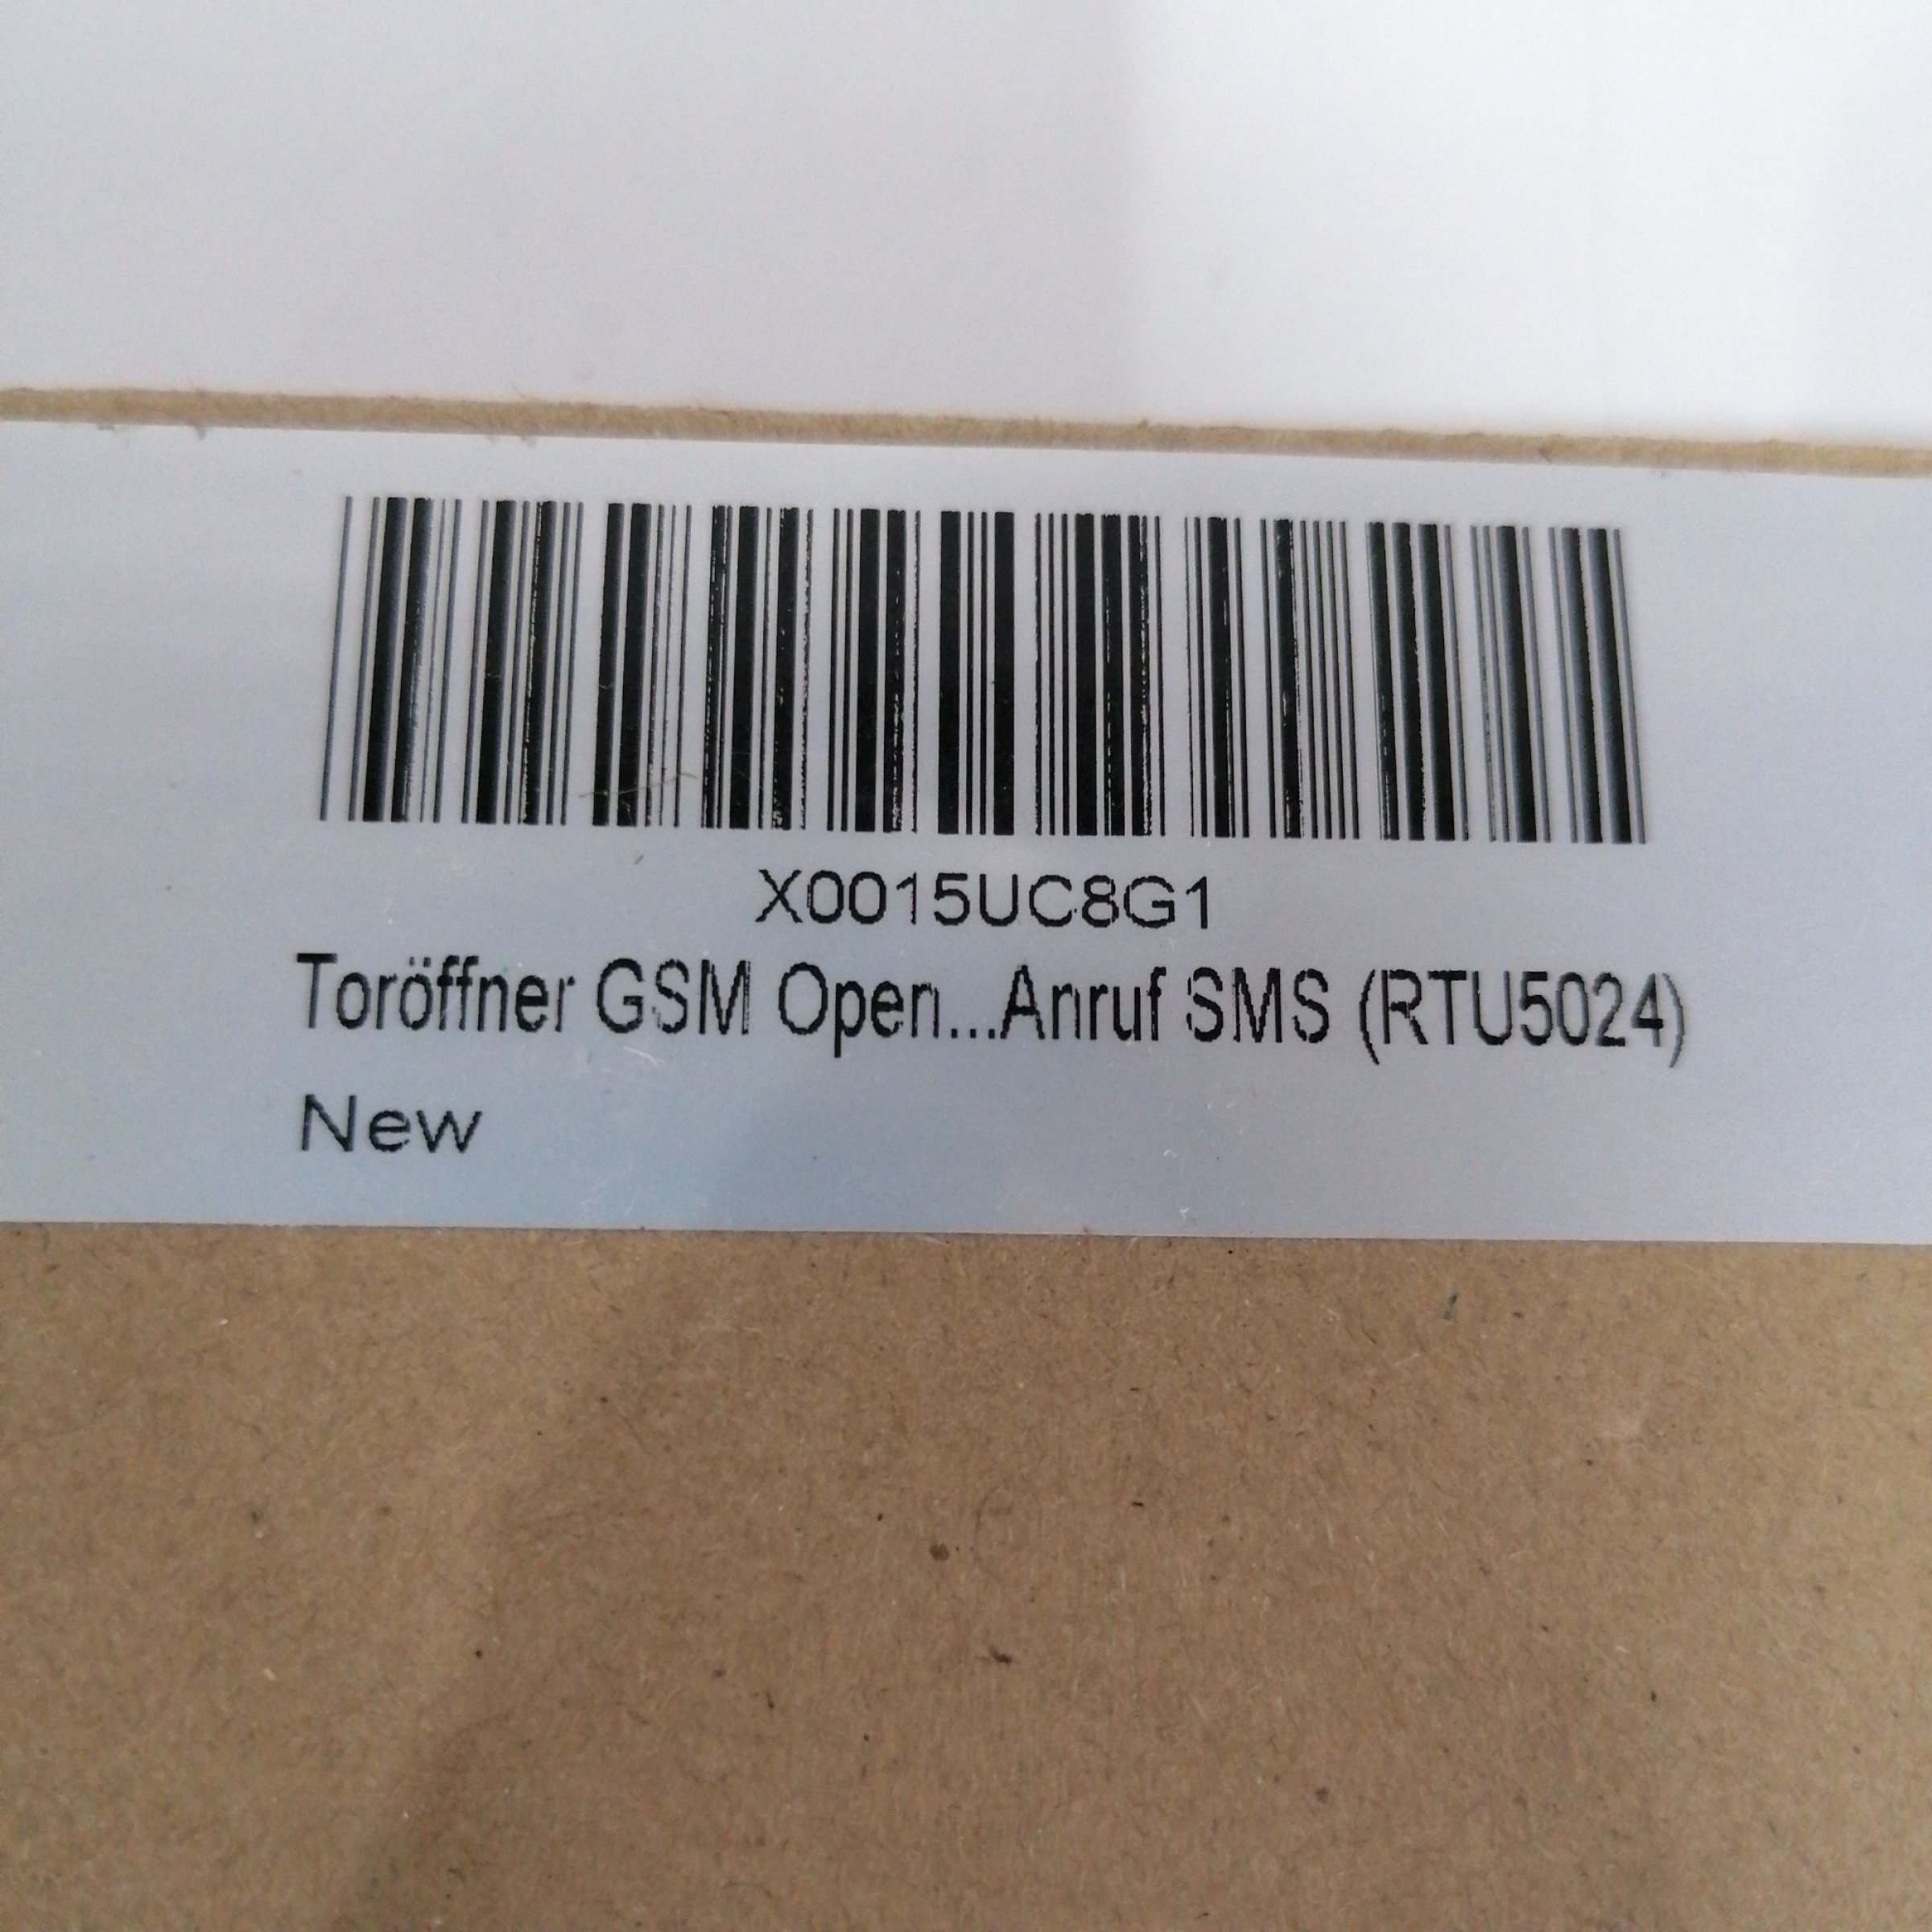 X0015UC8G1
Toröffner GSM Open...Anruf SMS (RTU5024)
New